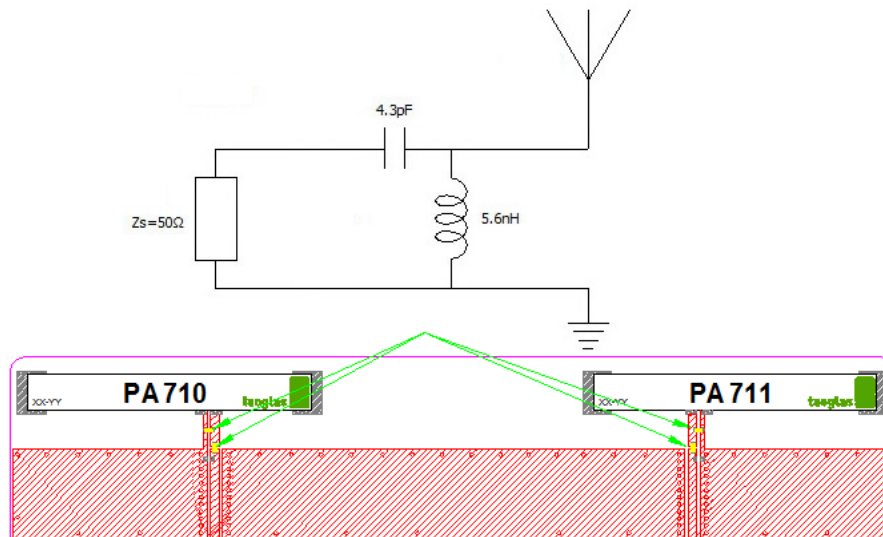 4.3pF
Zs=50Ω
5.6nH
PA710
XX-YY
taoglas
PA711
XX-YY
taoglas